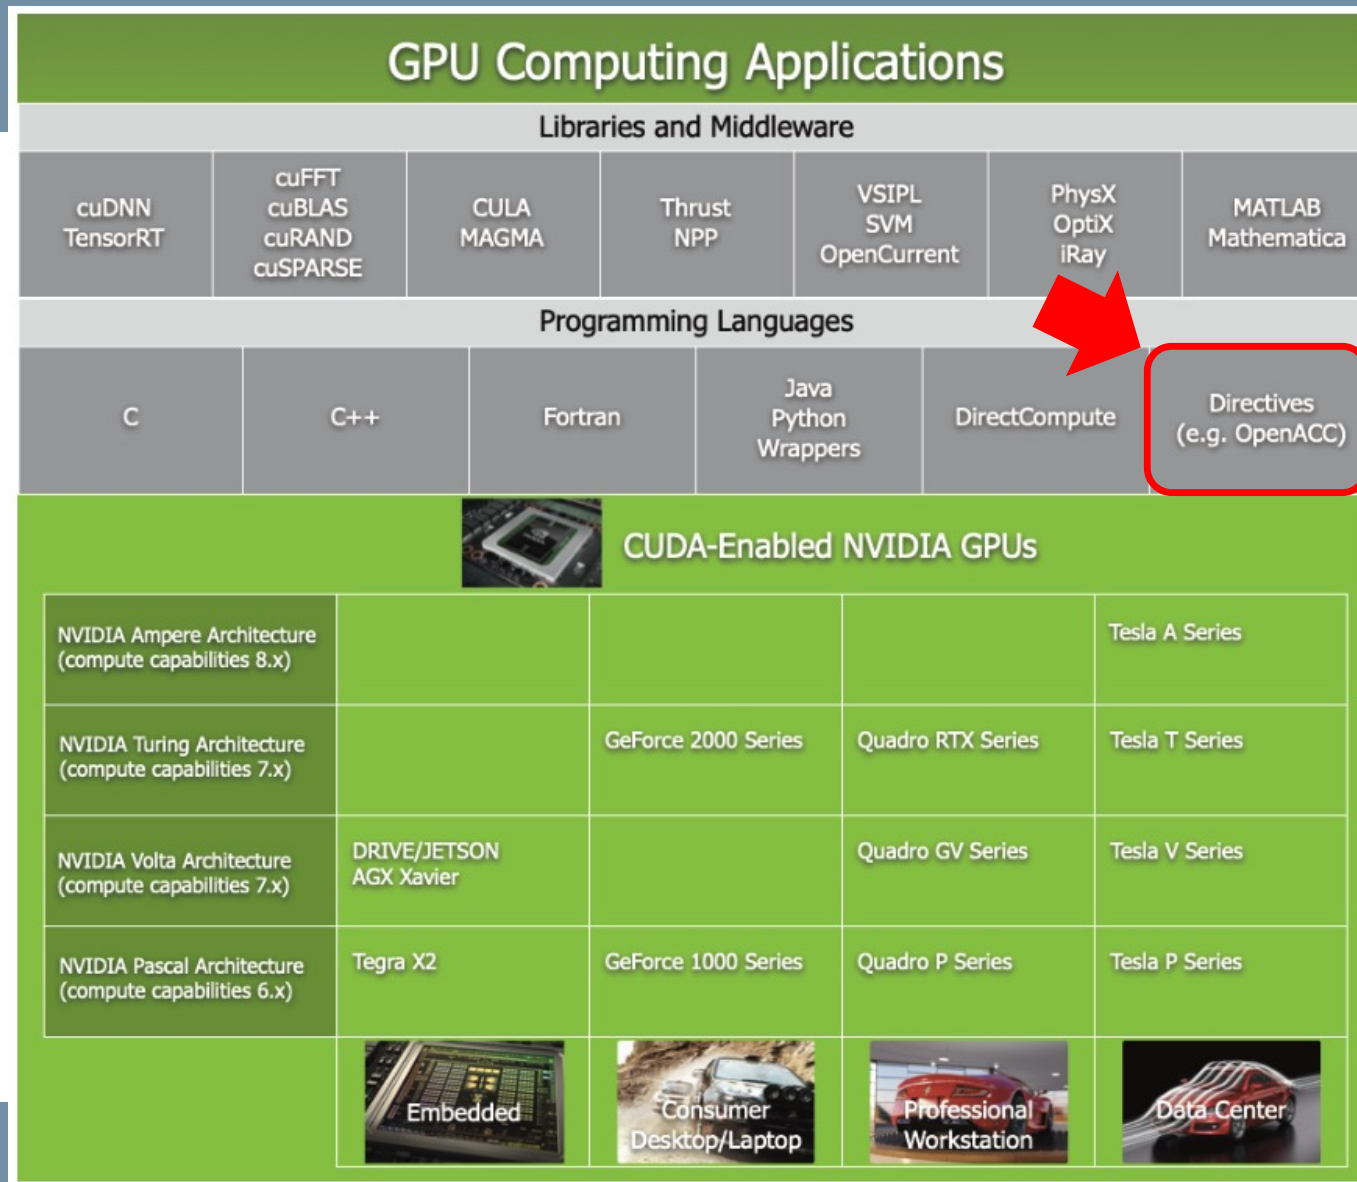 GPU Computing Applications
Libraries and Middleware
cuDNN
TensorRT
cuFFT
cuBLAS
cuRAND
cuSPARSE
CULA
MAGMA
Thrust
NPP
VSIPL
SVM
OpenCurrent
PhysX
OptiX
iRay
MATLAB
Mathematica
Programming Languages
C
C++
Fortran
Java
Python
Wrappers
DirectCompute
Directives
(e.g. OpenACC)
CUDA-Enabled NVIDIA GPUs
NVIDIA Ampere Architecture
(compute capabilities 8.x)
Tesla A Series
NVIDIA Turing Architecture
(compute capabilities 7.x)
GeForce 2000 Series
Quadro RTX Series
Tesla T Series
NVIDIA Volta Architecture
(compute capabilities 7.x)
DRIVE/JETSON
AGX Xavier
Quadro GV Series
Tesla V Series
NVIDIA Pascal Architecture
(compute capabilities 6.x)
Tegra X2
GeForce 1000 Series
Quadro P Series
Tesla P Series
Embedded
Consumer
Desktop/Laptop
Professional
Workstation
Data Center